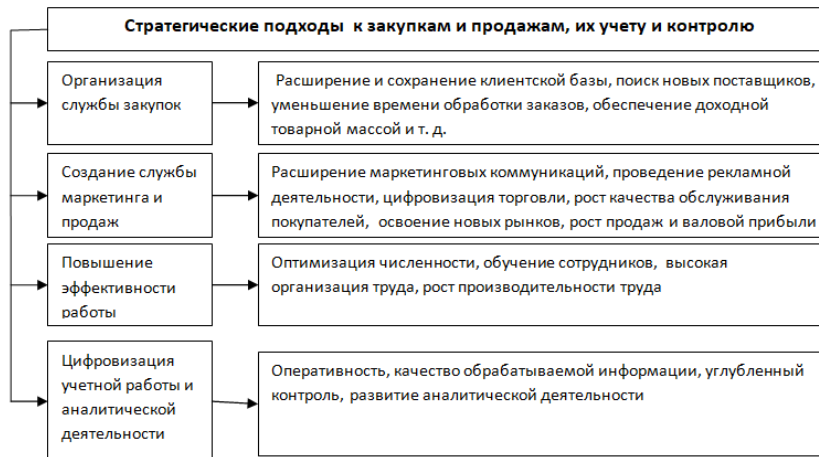 Стратегические подходы к закупкам и продажам, их учету и контролю
Организация
службы закупок
Расширение и сохранение клиентской базы, поиск новых поставщиков,
уменьшение времени обработки заказов, обеспечение доходной
товарной массой и т. д.
Создание службы
маркетинга и
продаж
Расширение маркетинговых коммуникаций, проведение рекламной
деятельности, цифровизация торговли, рост качества обслуживания
покупателей, освоение новых рынков, рост продаж и валовой прибыли
Повышение
эффективности
работы
Оптимизация численности, обучение сотрудников, высокая
организация труда, рост производительности труда
Цифровизация
учетной работы и
аналитической
деятельности
Оперативность, качество обрабатываемой информации, углубленный
контроль, развитие аналитической деятельности